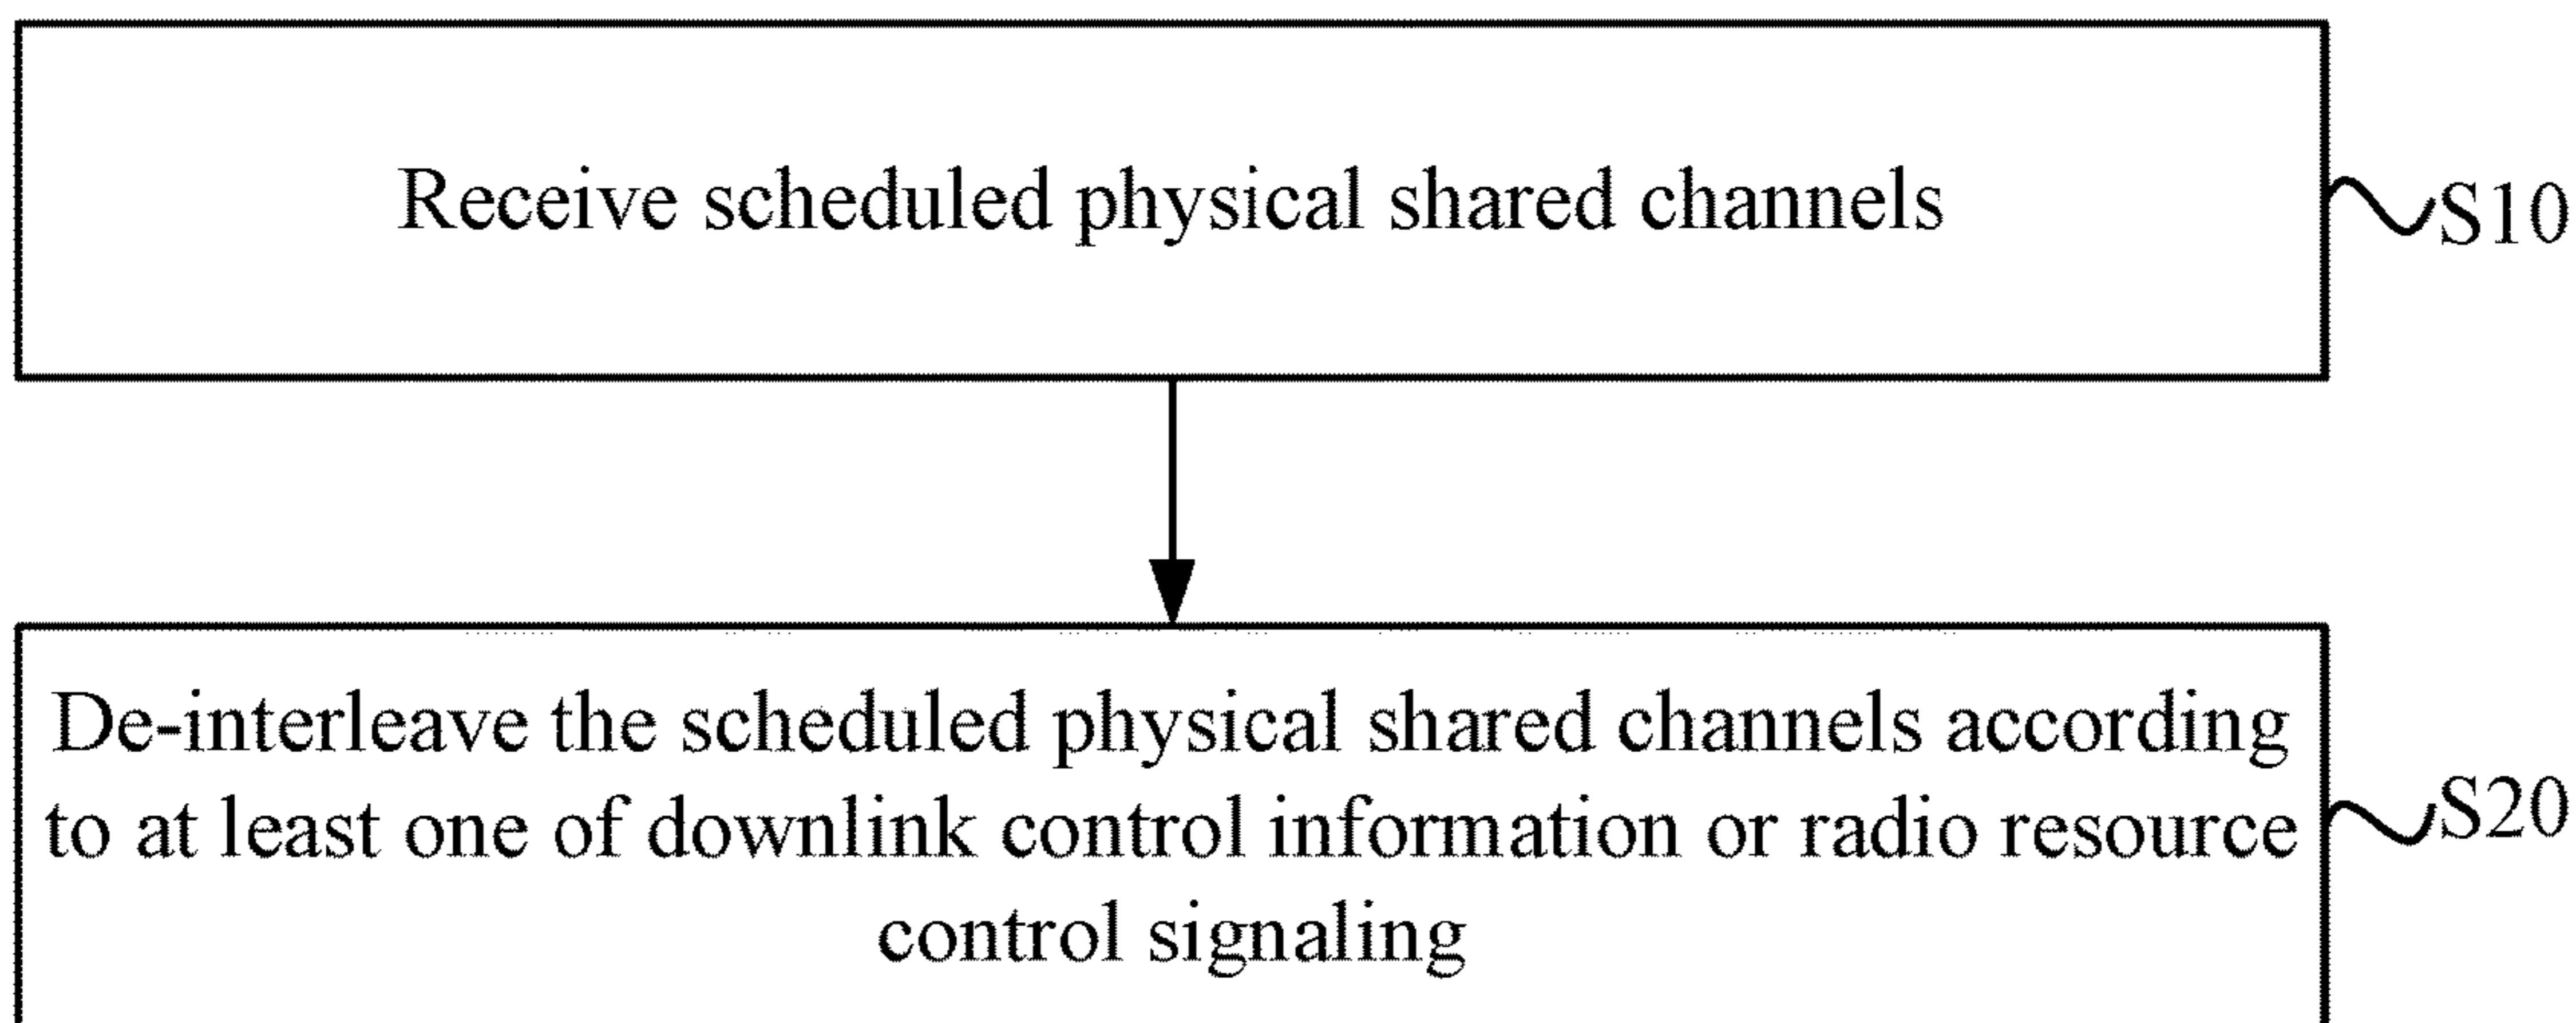 Receive scheduled physical shared channels
S10
De-interleave the scheduled physical shared channels according
to at least one of downlink control information or radio resource
control signaling
S20